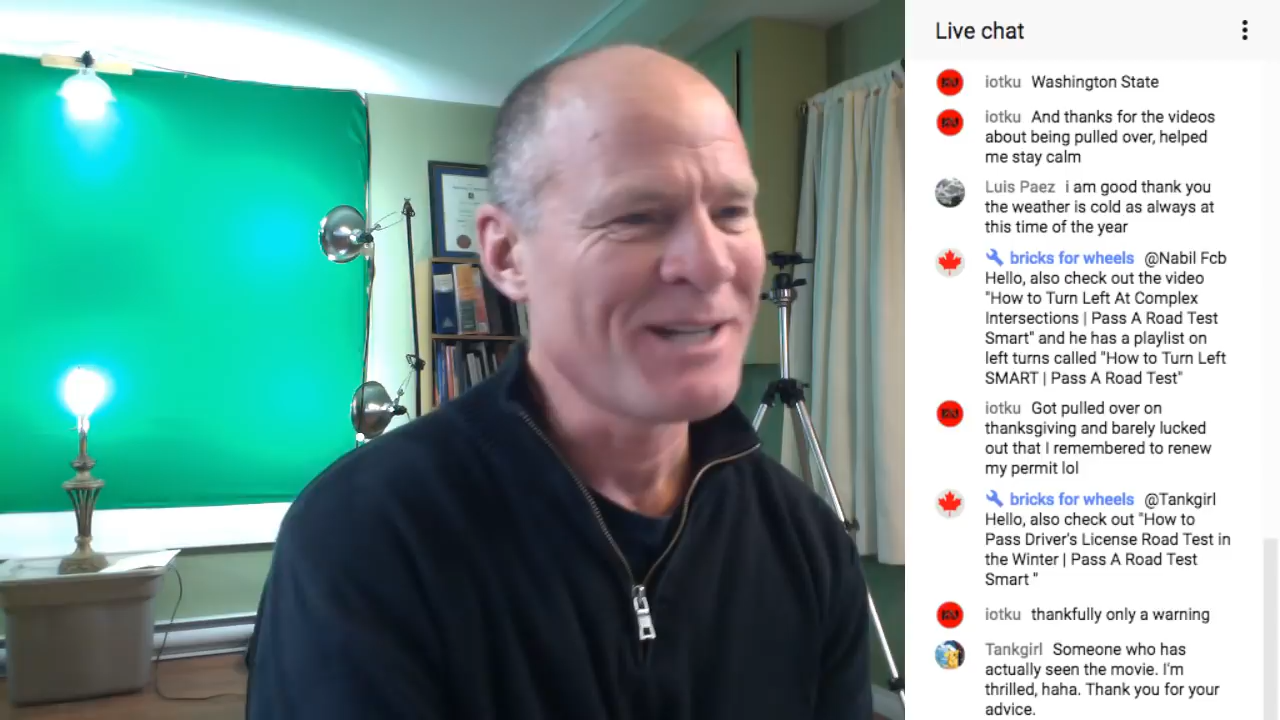 Live chat
iotku Washington State
iotku And thanks for the videos
about being pulled over, helped
me stay calm
Luis Paez i am good thank you
the weather is cold as always at
this time of the year
bricks for wheels @Nabil Fcb
Hello, also check out the video
"How to Turn Left At Complex
Intersections | Pass A Road Test
Smart" and he has a playlist on
left turns called "How to Turn Left
SMART | Pass A Road Test"
iotku Got pulled over on
thanksgiving and barely lucked
out that I remembered to renew
my permit lol
bricks for wheels @Tankgirl
Hello, also check out "How to
Pass Driver's License Road Test in
the Winter | Pass A Road Test
Smart "
iotku thankfully only a warning
Tankgirl Someone who has
actually seen the movie. I'm
thrilled, haha. Thank you for your
advice.